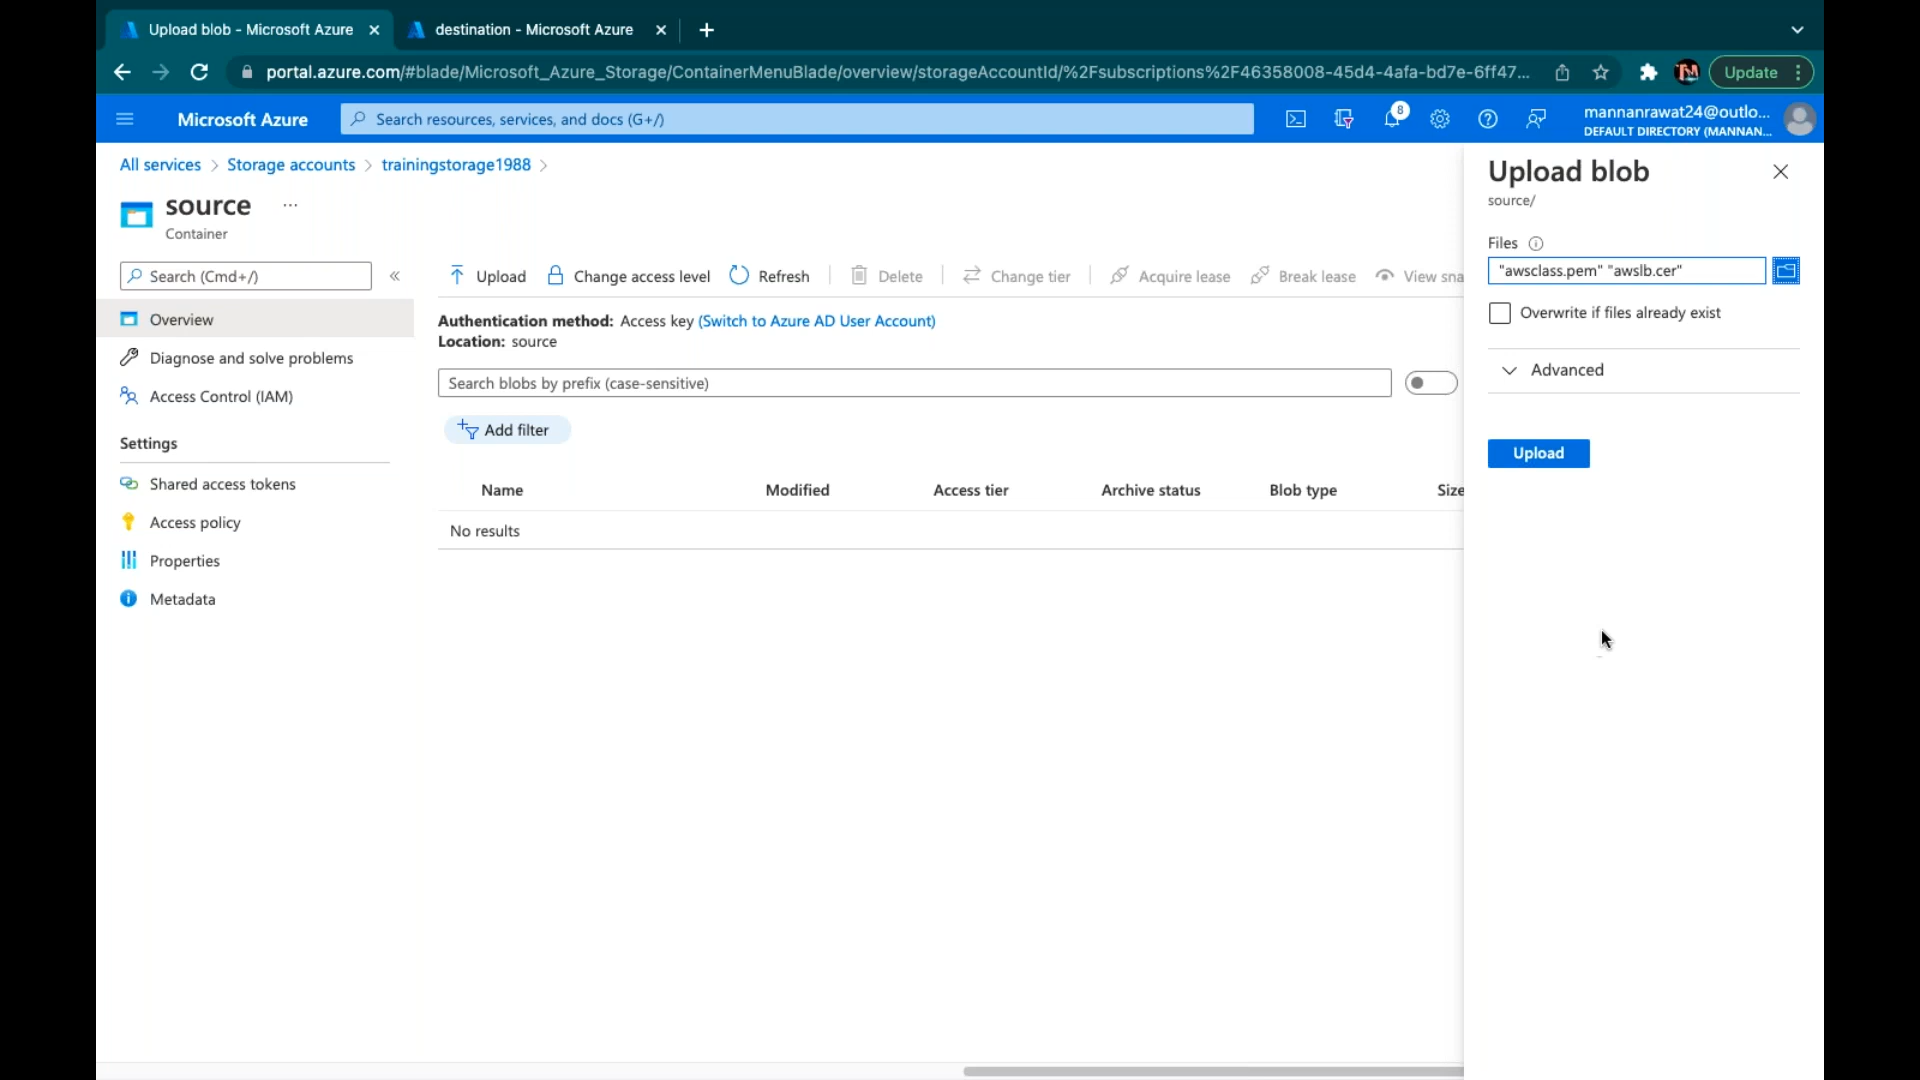 Upload blob - Microsoft Azure
destination - Microsoft Azure
portal.azure.com/#blade/Microsoft_Azure_Storage/ContainerMenuBlade/overview/storageAccountId/%2Fsubscriptions%2F46358008-45d4-4afa-bd7e-6ff47...
Update
Microsoft Azure
Search resources, services, and docs (G+/)
8
mannanrawat24@outlo...
DEFAULT DIRECTORY (MANNAN...
All services > Storage accounts > trainingstorage1988 >
source ...
Container
Search (Cmd+/)
«
Overview
Diagnose and solve problems
Access Control (IAM)
Settings
Shared access tokens
Access policy
Properties
Metadata
Upload
Change access level
Refresh
Delete
Change tier
Acquire lease
Break lease
View sna
Authentication method: Access key (Switch to Azure AD User Account)
Location: source
Search blobs by prefix (case-sensitive)
Add filter
Name Modified Access tier Archive status Blob type Size
No results
Upload blob
source/
Files
"awsclass.pem" "awslb.cer"
Overwrite if files already exist
Advanced
Upload